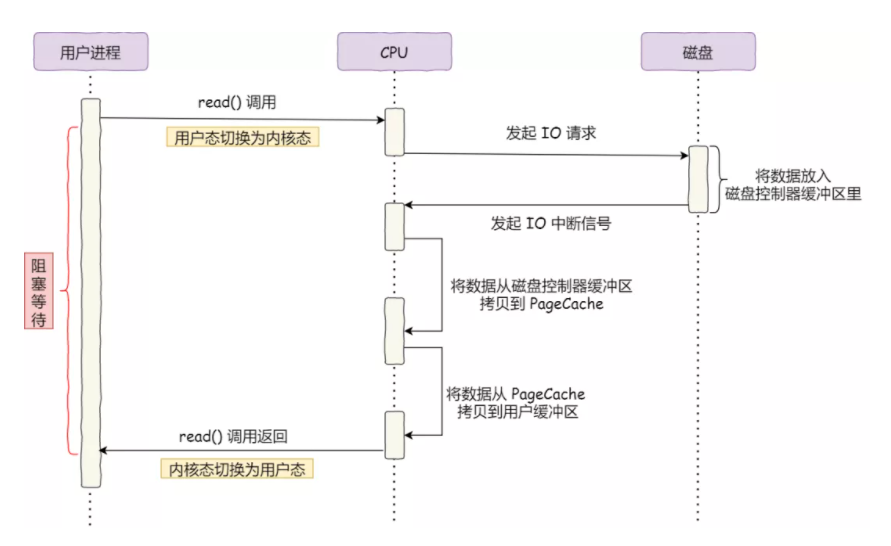 用户进程
CPU
磁盘
read() 调用
用户态切换为内核态
发起 IO 请求
将数据放入
磁盘控制器缓冲区里
发起 IO 中断信号
阻塞等待
将数据从磁盘控制器缓冲区
拷贝到 PageCache
将数据从 PageCache
拷贝到用户缓冲区
read() 调用返回
内核态切换为用户态